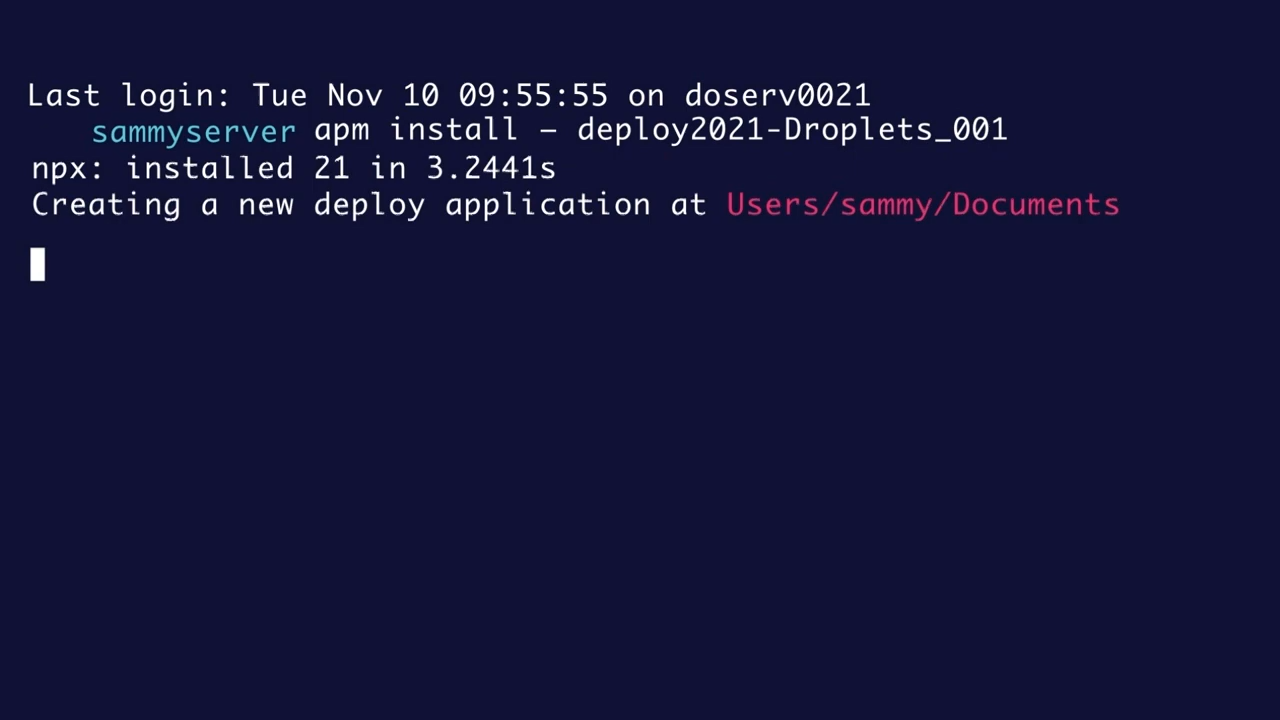 Last login: Tue Nov 10 09:55:55 on doserv0021
sammyserver apm install – deploy2021-Droplets_001
npx: installed 21 in 3.2441s
Creating a new deploy application at Users/sammy/Documents